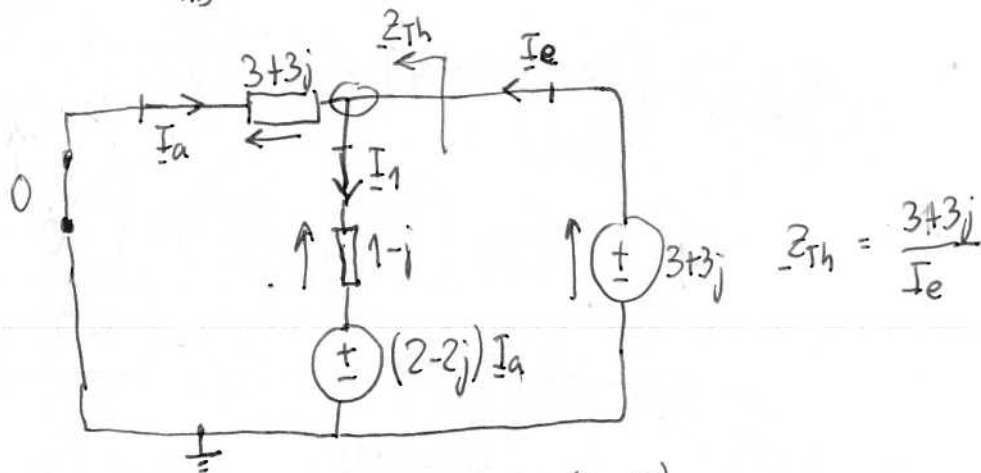 Z_Th
I_e
3+3j
I_a
I_1
0
1-j
± 3+3j
Z_Th = (3+3j)/I_e
± (2-2j) I_a